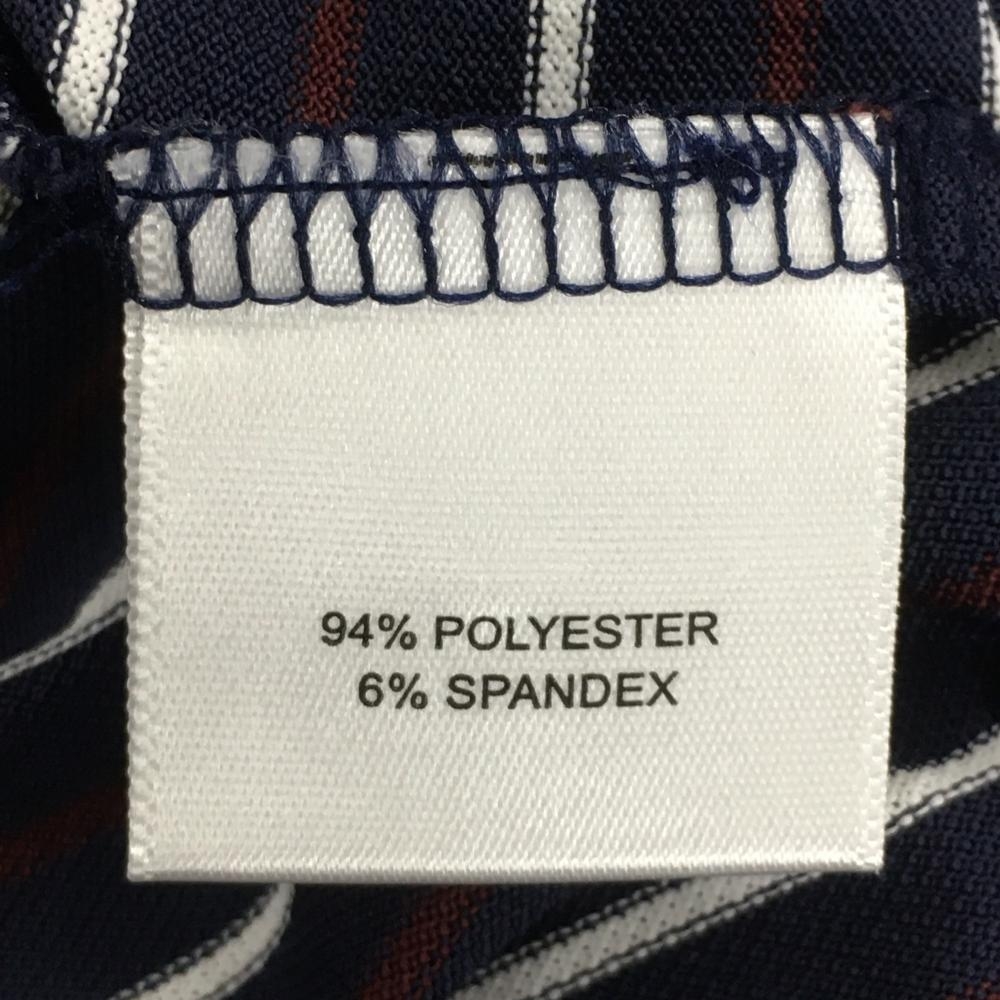 94% POLYESTER
6% SPANDEX